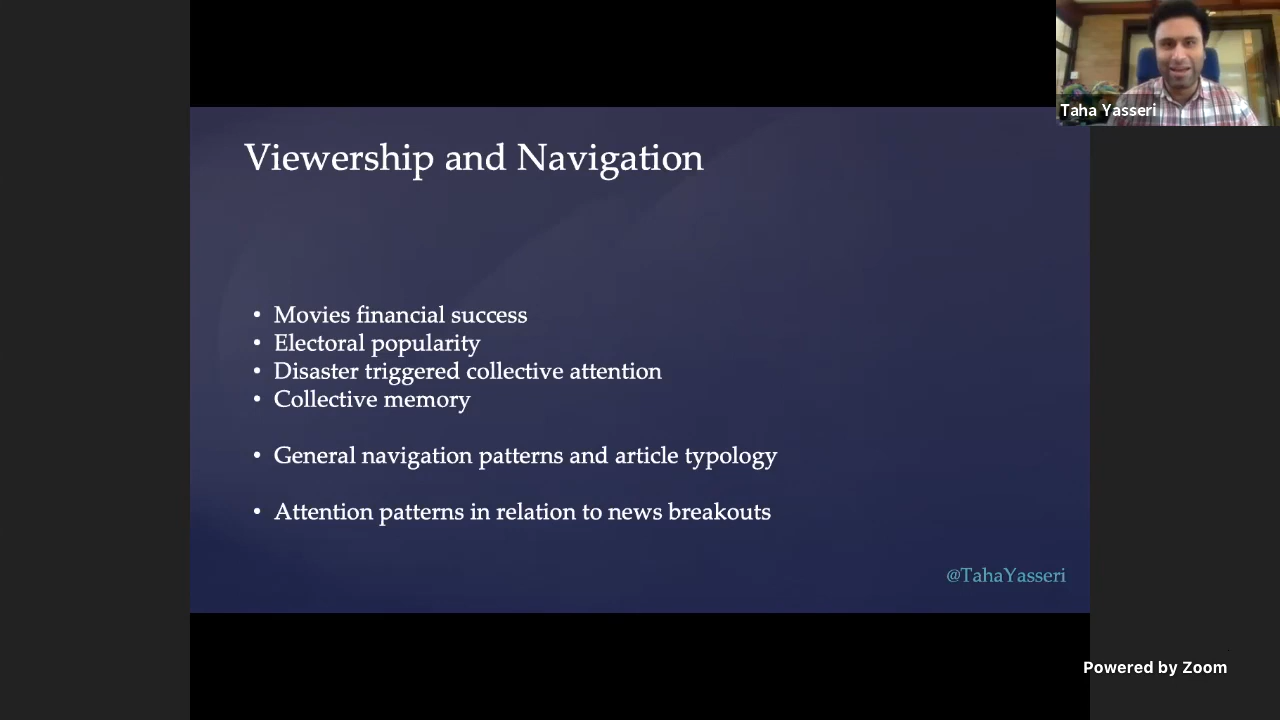 Taha Yasseri
Viewership and Navigation
• Movies financial success
• Electoral popularity
• Disaster triggered collective attention
• Collective memory
• General navigation patterns and article typology
• Attention patterns in relation to news breakouts
@TahaYasseri
Powered by Zoom